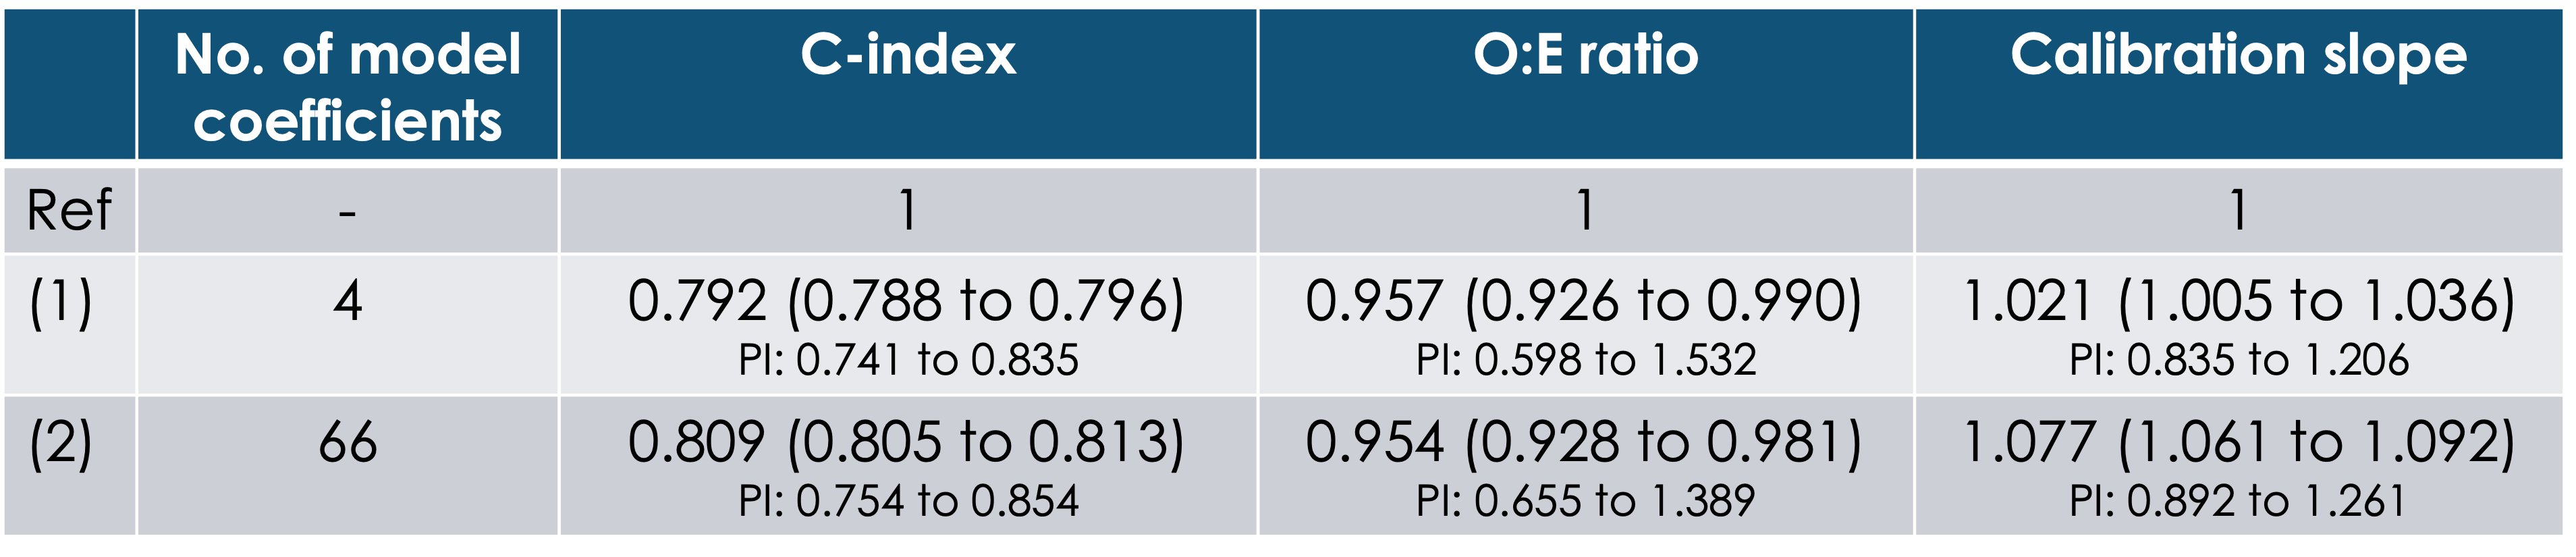 No. of model coefficients C-index O:E ratio Calibration slope
Ref - 1 1 1
(1) 4 0.792 (0.788 to 0.796) 0.957 (0.926 to 0.990) 1.021 (1.005 to 1.036)
PI: 0.741 to 0.835 PI: 0.598 to 1.532 PI: 0.835 to 1.206
(2) 66 0.809 (0.805 to 0.813) 0.954 (0.928 to 0.981) 1.077 (1.061 to 1.092)
PI: 0.754 to 0.854 PI: 0.655 to 1.389 PI: 0.892 to 1.261